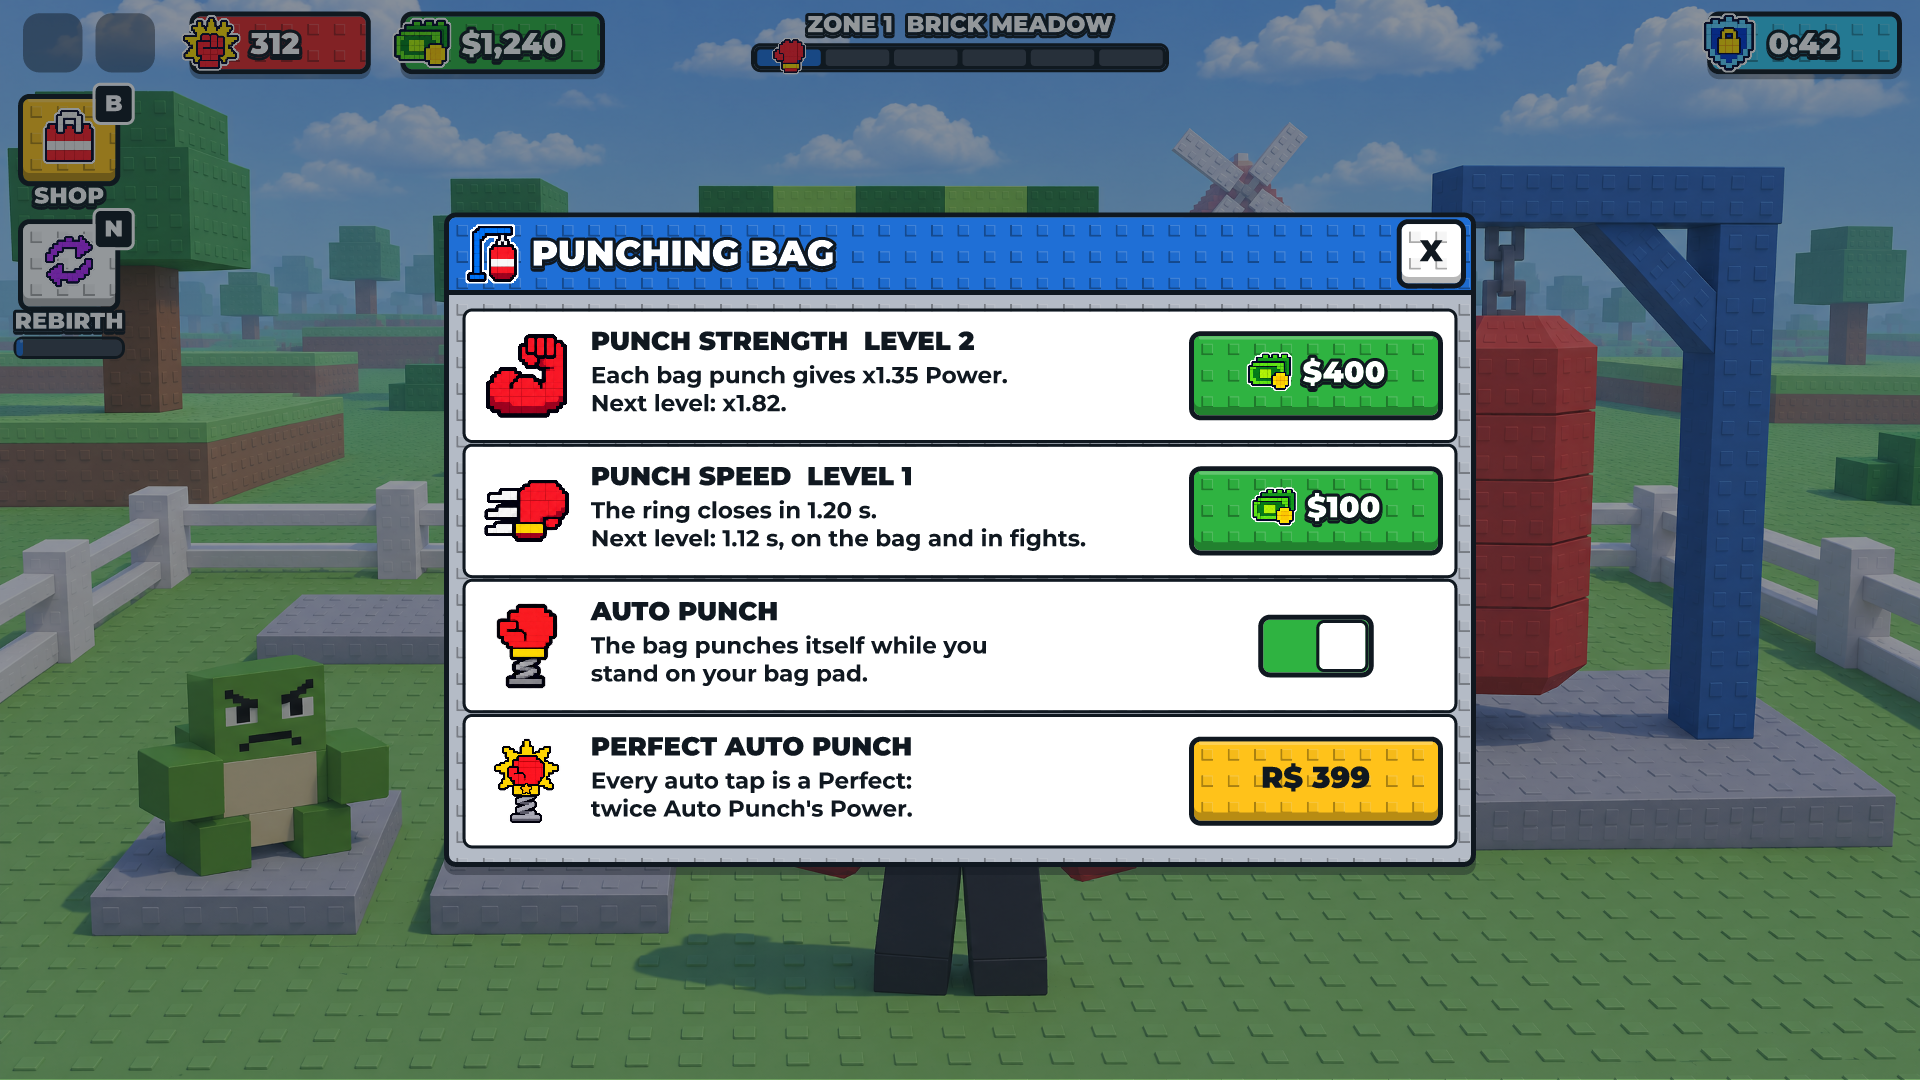 312
$1,240
ZONE 1 BRICK MEADOW
0:42
B
SHOP
N
REBIRTH
PUNCHING BAG
X
PUNCH STRENGTH LEVEL 2
Each bag punch gives x1.35 Power.
Next level: x1.82.
$400
PUNCH SPEED LEVEL 1
The ring closes in 1.20 s.
Next level: 1.12 s, on the bag and in fights.
$100
AUTO PUNCH
The bag punches itself while you
stand on your bag pad.
PERFECT AUTO PUNCH
Every auto tap is a Perfect:
twice Auto Punch's Power.
R$ 399